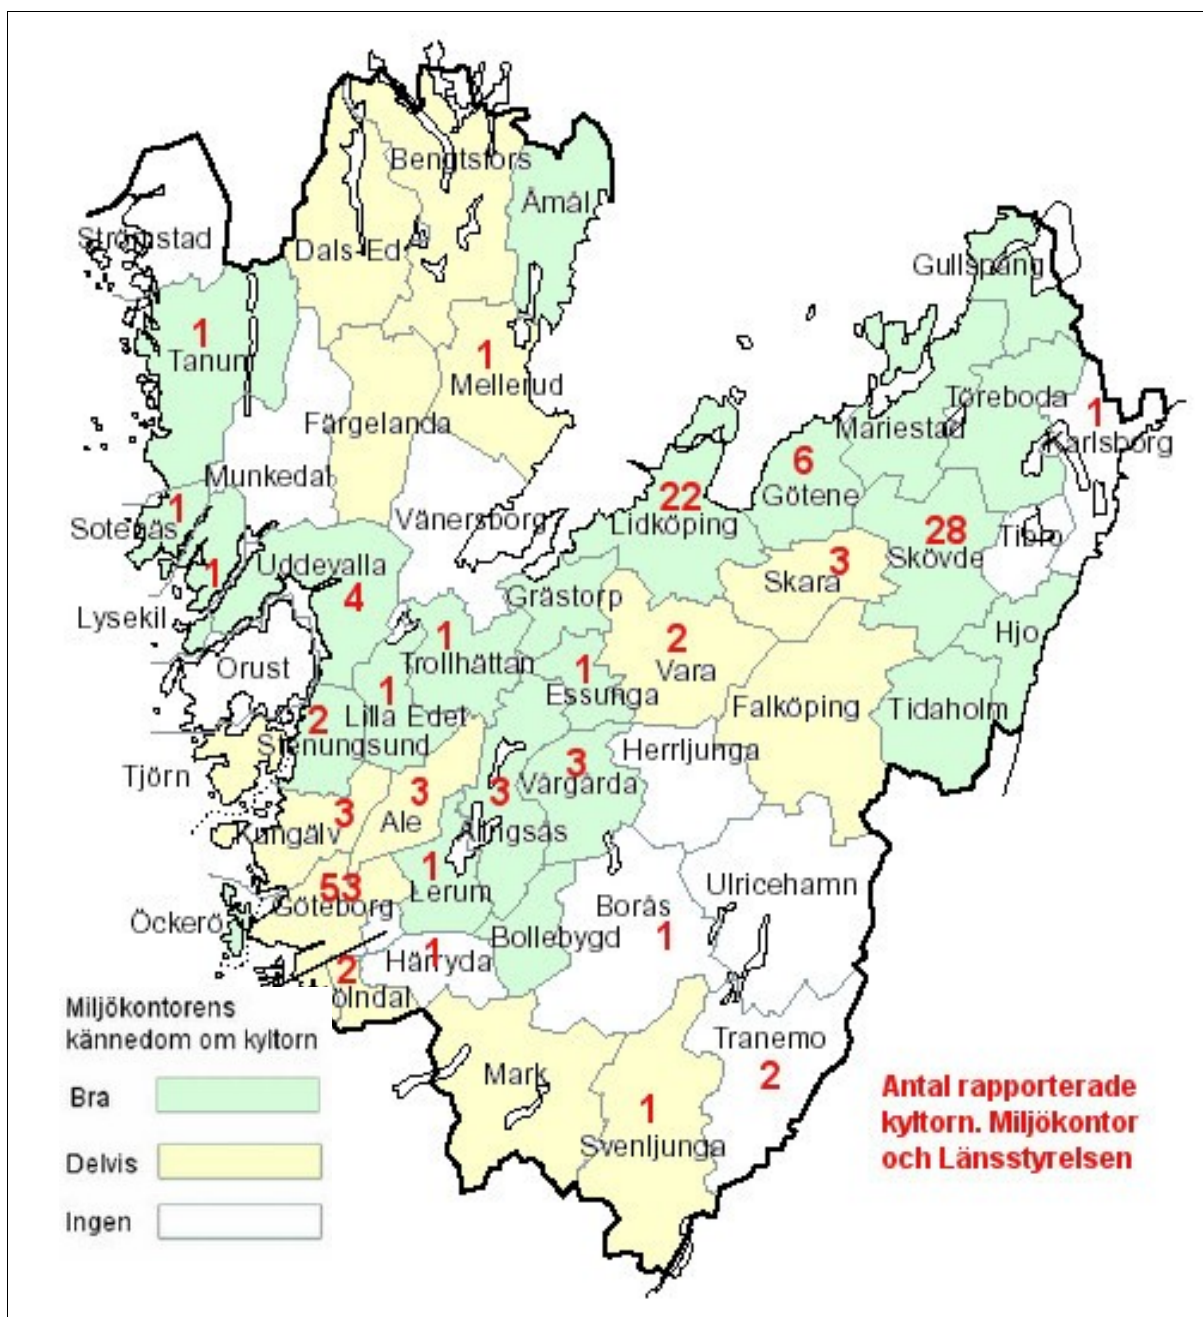 Bengtsfors
Åmål
Strömstad
Dals-Ed
Gullspång
1
Tanum
1
Mellerud
Töreboda
1
Färgelanda
Mariestad
Karlsborg
6
Munkedal
Götene
1
22
Sotenäs
Vänersborg
Lidköping
28
Tibro
Uddevalla
3
Skövde
1
Skara
4
Grästorp
Lysekil
Hjo
1
2
Orust
Trollhättan
1
Vara
1
Essunga
2
Lilla Edet
Falköping
Tidaholm
Stenungsund
Herrljunga
Tjörn
3
Vårgårda
3
3
3
Kungälv
Ale
Alingsås
1
53
Lerum
Ulricehamn
Göteborg
Borås
Öckerö
Bollebygd
1
1
Härryda
2
ölndal
Miljökontorens
kännedom om kyltorn
Tranemo
2
Mark
Bra
1
Svenljunga
Delvis
Ingen
Antal rapporterade
kyltorn. Miljökontor
och Länsstyrelsen